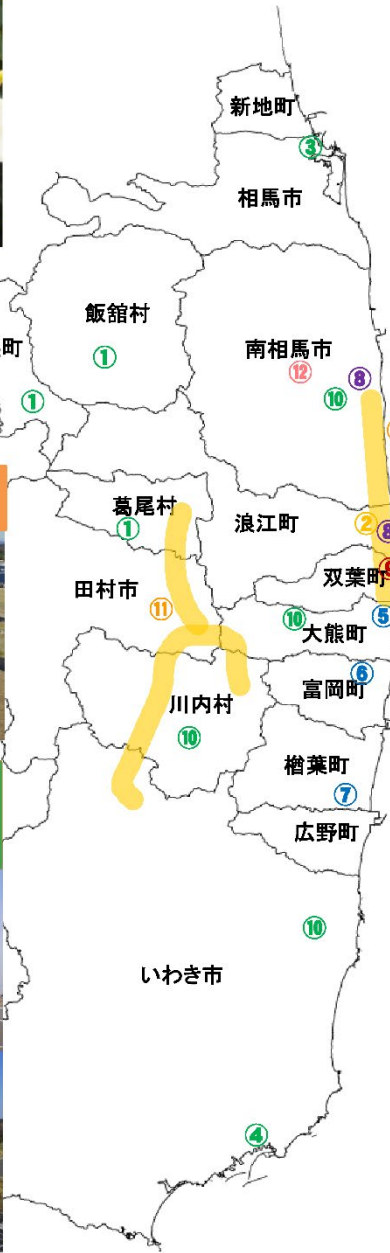 新地町
③
相馬市
飯舘村
町
①
南相馬市
⑫
⑧
①
⑩
葛尾村
①
浪江町
②
⑧
双葉町
田村市
⑪
⑩
⑤
大熊町
⑥
富岡町
川内村
⑩
楢葉町
⑦
広野町
⑩
いわき市
④